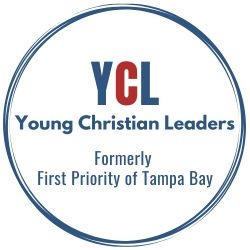 YCL
Young Christian Leaders
Formerly
First Priority of Tampa Bay